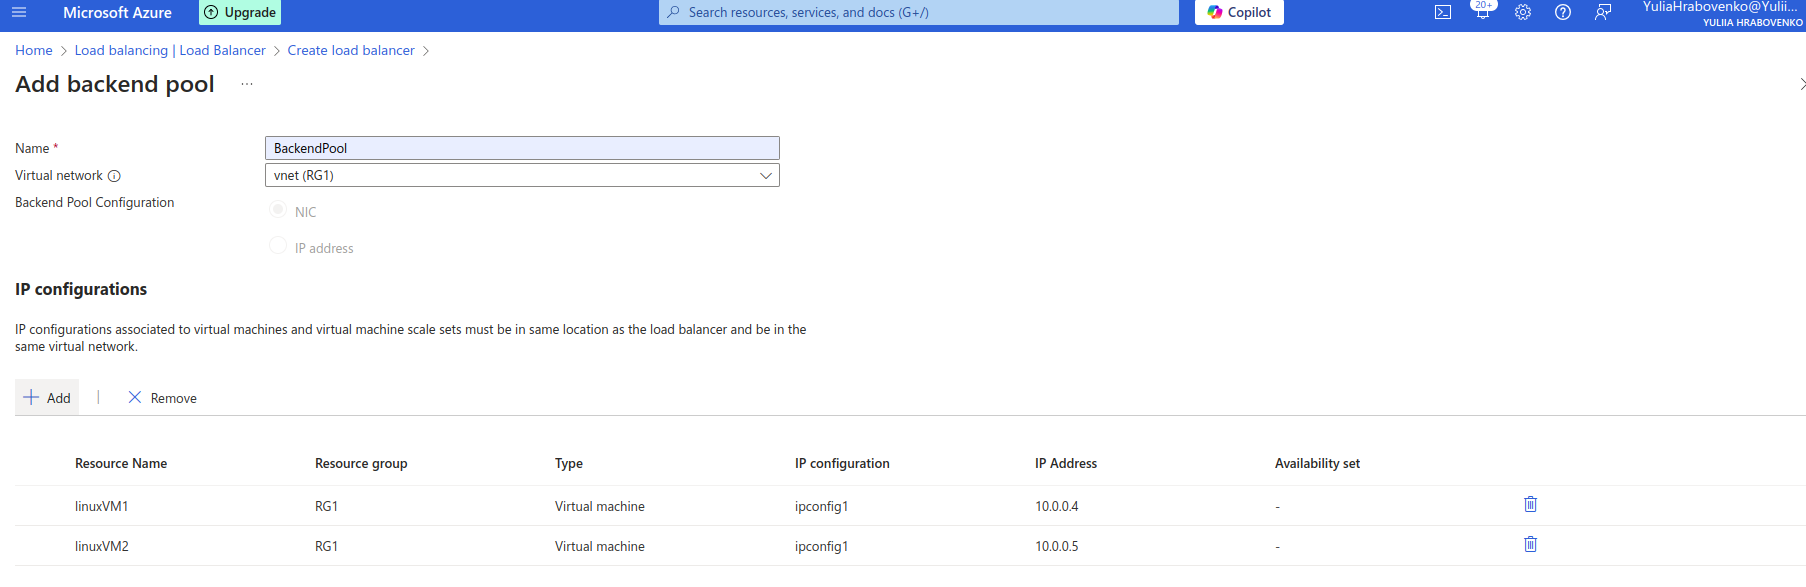 Microsoft Azure
Upgrade
Search resources, services, and docs (G+/)
Copilot
20+
YuliaHrabovenko@Yulii...
YULIIA HRABOVENKO
Home > Load balancing | Load Balancer > Create load balancer >
Add backend pool ...
Name *
BackendPool
Virtual network
vnet (RG1)
Backend Pool Configuration
NIC
IP address
IP configurations
IP configurations associated to virtual machines and virtual machine scale sets must be in same location as the load balancer and be in the
same virtual network.
+ Add | Remove
Resource Name Resource group Type IP configuration IP Address Availability set
linuxVM1 RG1 Virtual machine ipconfig1 10.0.0.4 -
linuxVM2 RG1 Virtual machine ipconfig1 10.0.0.5 -